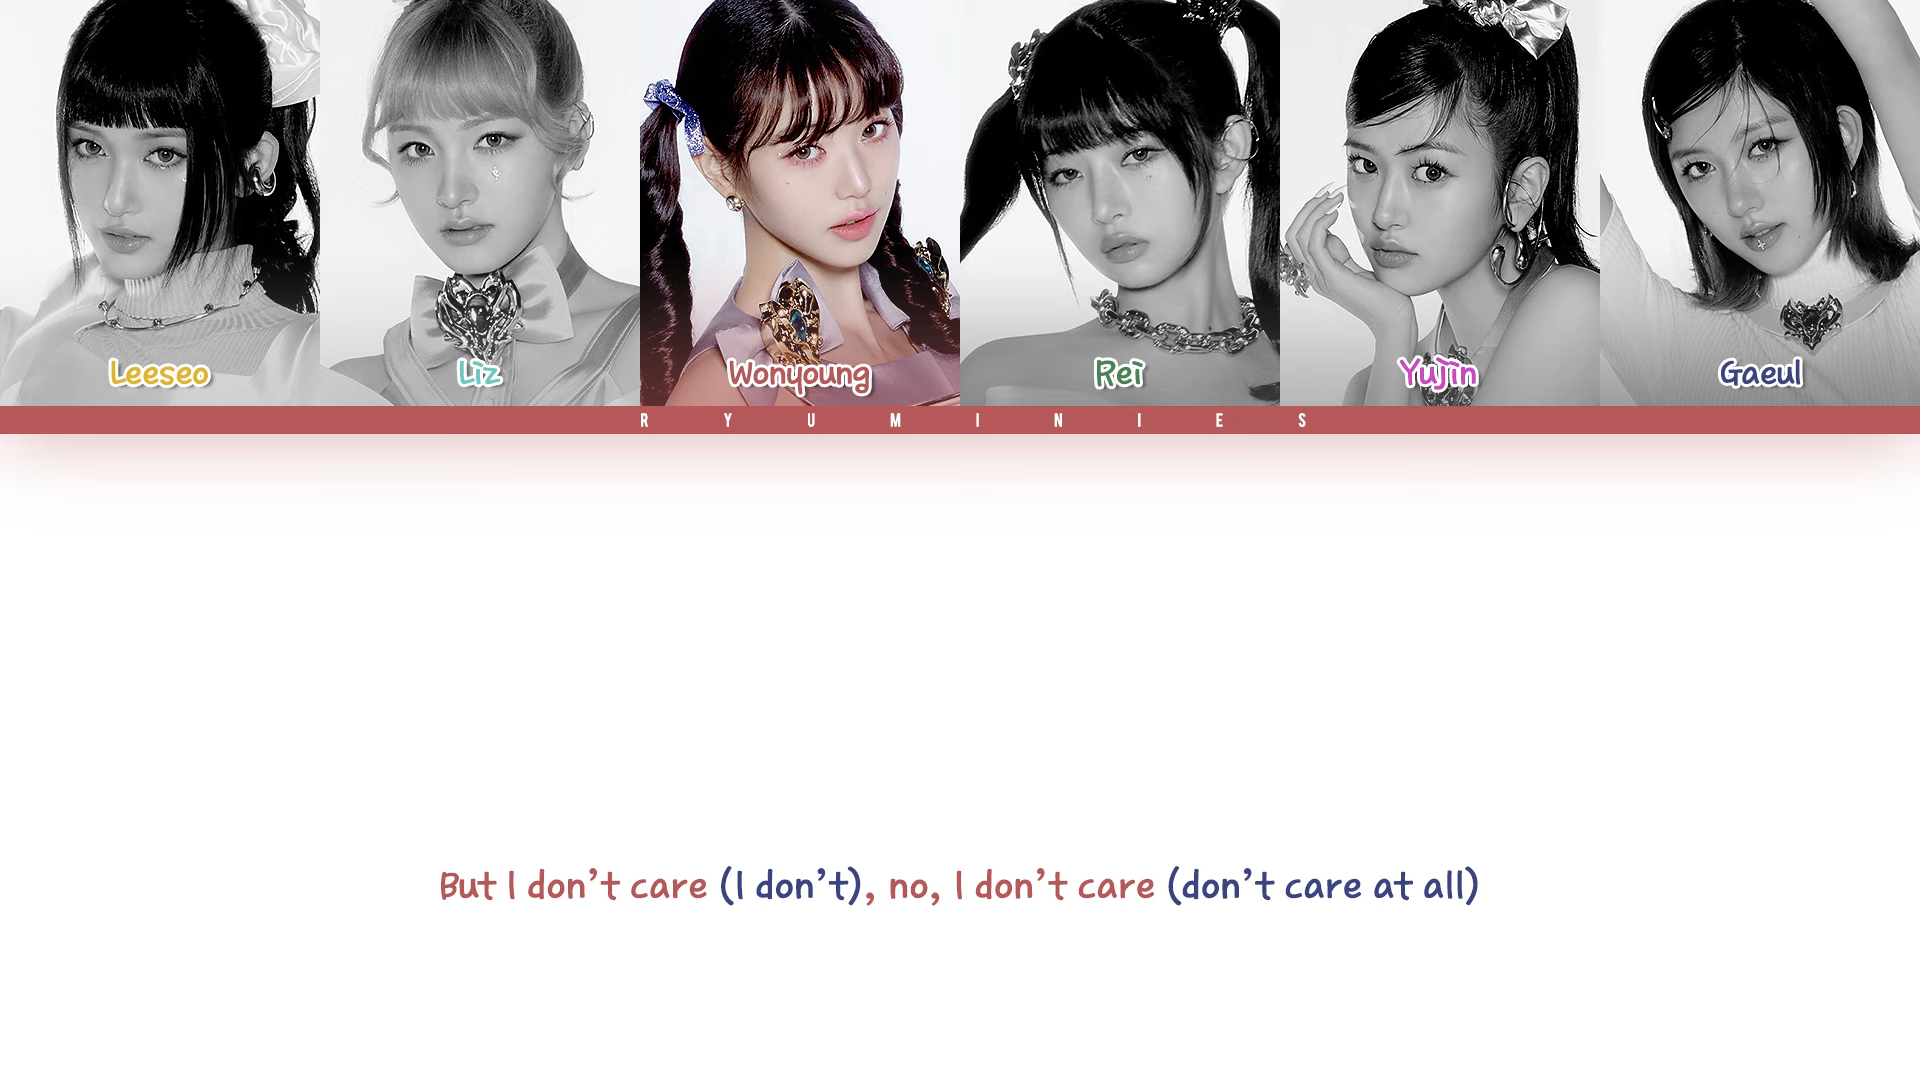 Leeseo Liz Wonyoung Rei Yujin Gaeul
RYUMINIES
But I don’t care (I don’t), no, I don’t care (don’t care at all)